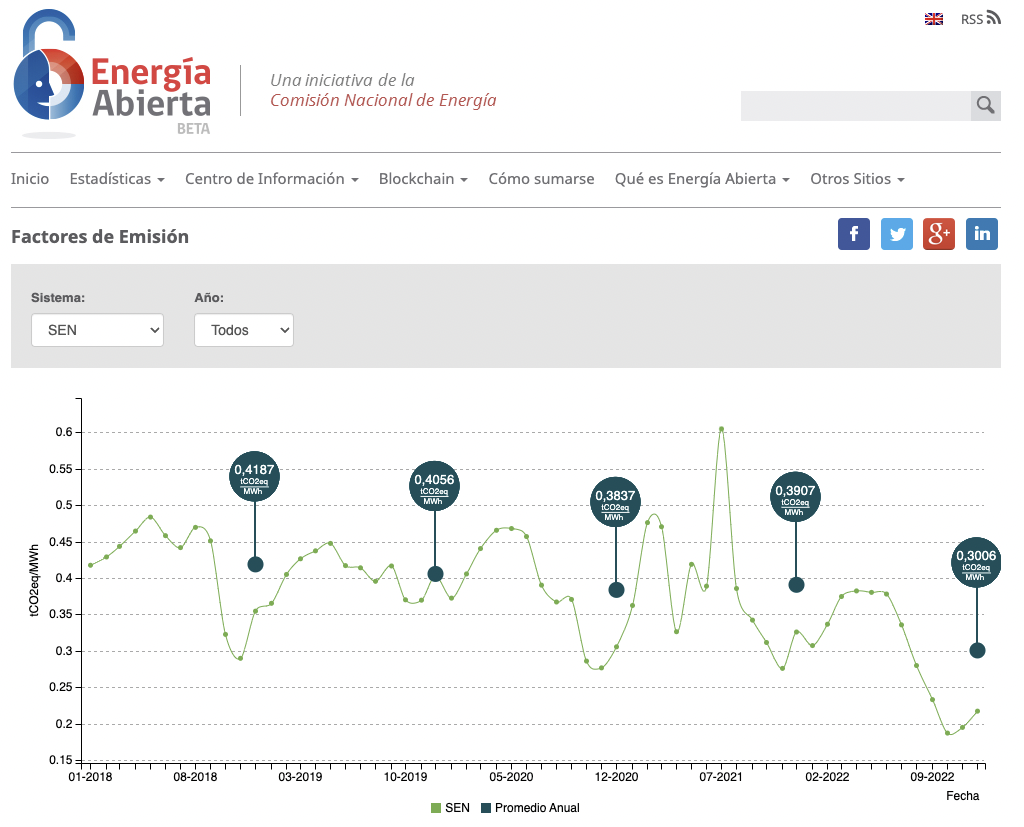 RSS
Energía
Abierta
BETA
Una iniciativa de la
Comisión Nacional de Energía
Inicio Estadísticas Centro de Información Blockchain Cómo sumarse Qué es Energía Abierta Otros Sitios
Factores de Emisión
f g+ in
Sistema: Año:
SEN Todos
tCO2eq/MWh
0.6
0.55
0.5
0.45
0.4
0.35
0.3
0.25
0.2
0.15
0,4187
tCO2eq
MWh
0,4056
tCO2eq
MWh
0,3837
tCO2eq
MWh
0,3907
tCO2eq
MWh
0,3006
tCO2eq
MWh
01-2018 08-2018 03-2019 10-2019 05-2020 12-2020 07-2021 02-2022 09-2022
Fecha
SEN Promedio Anual